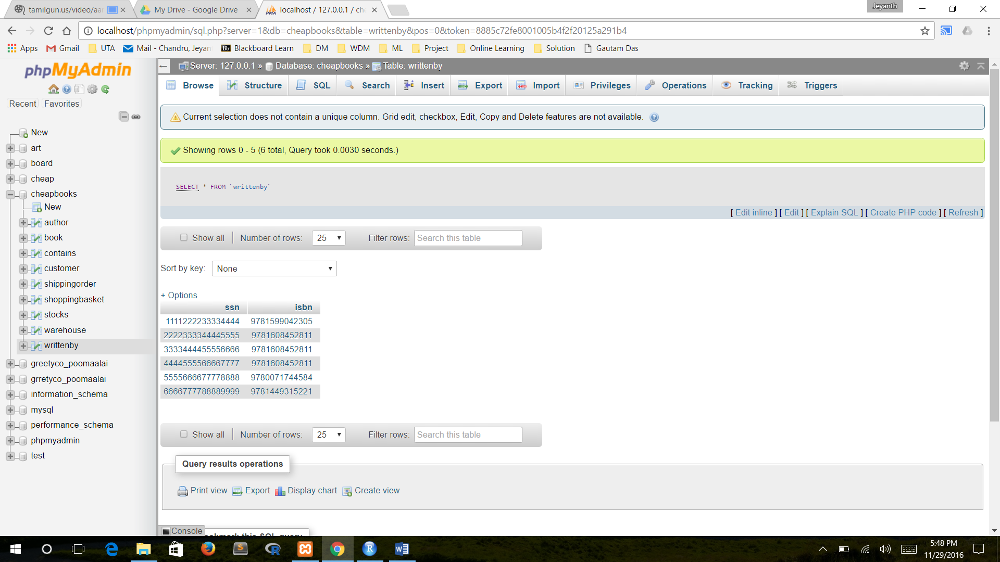 tamilgun.us/video/aar
My Drive - Google Drive
localhost / 127.0.0.1 / che
Jeyanth
localhost/phpmyadmin/sql.php?server=1&db=cheapbooks&table=writtenby&pos=0&token=8885c72fe8001005b4f2f20125a291b4
Apps Gmail UTA Mail - Chandru, Jeyan Blackboard Learn DM WDM ML Project Online Learning Solution Gautam Das
phpMyAdmin
Recent Favorites
New
art
board
cheap
cheapbooks
New
author
book
contains
customer
shippingorder
shoppingbasket
stocks
warehouse
writtenby
greetyco_poomaalai
grretyco_poomaalai
information_schema
mysql
performance_schema
phpmyadmin
test
Server: 127.0.0.1 » Database: cheapbooks » Table: writtenby
Browse Structure SQL Search Insert Export Import Privileges Operations Tracking Triggers
Current selection does not contain a unique column. Grid edit, checkbox, Edit, Copy and Delete features are not available.
Showing rows 0 - 5 (6 total, Query took 0.0030 seconds.)
SELECT * FROM `writtenby`
[ Edit inline ] [ Edit ] [ Explain SQL ] [ Create PHP code ] [ Refresh ]
Show all Number of rows: 25 Filter rows: Search this table
Sort by key: None
+ Options
ssn isbn
1111222233334444 9781599042305
2222333344445555 9781608452811
3333444455556666 9781608452811
4444555566667777 9781608452811
5555666677778888 9780071744584
6666777788889999 9781449315221
Show all Number of rows: 25 Filter rows: Search this table
Query results operations
Print view Export Display chart Create view
Console
ookmark this SQL query
5:48 PM
11/29/2016